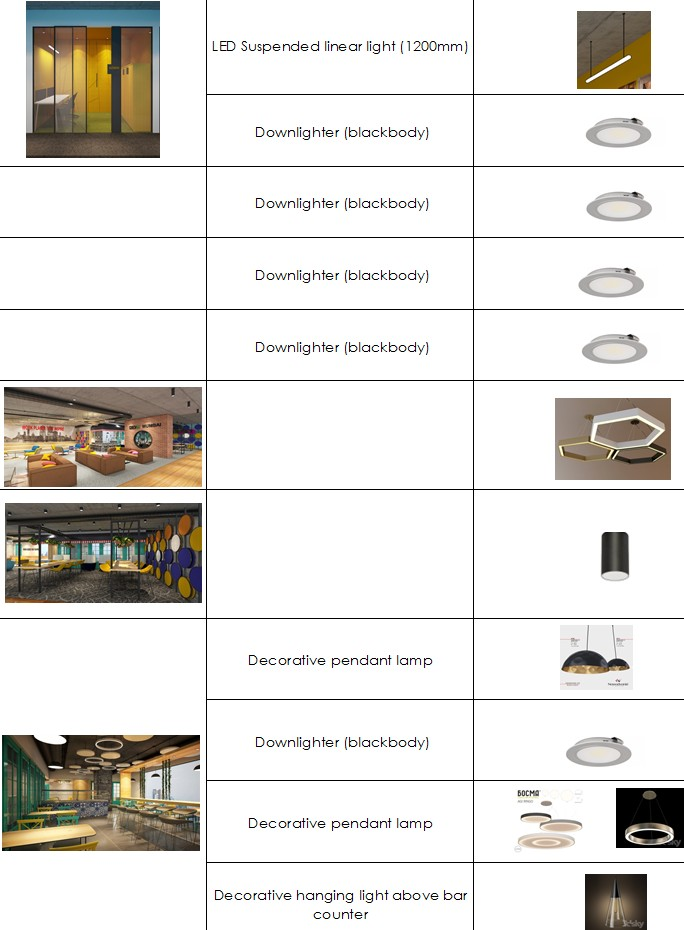 LED Suspended linear light (1200mm)
Downlighter (blackbody)
Downlighter (blackbody)
Downlighter (blackbody)
Downlighter (blackbody)
Decorative pendant lamp
Downlighter (blackbody)
БОСМА
Decorative pendant lamp
Decorative hanging light above bar
counter